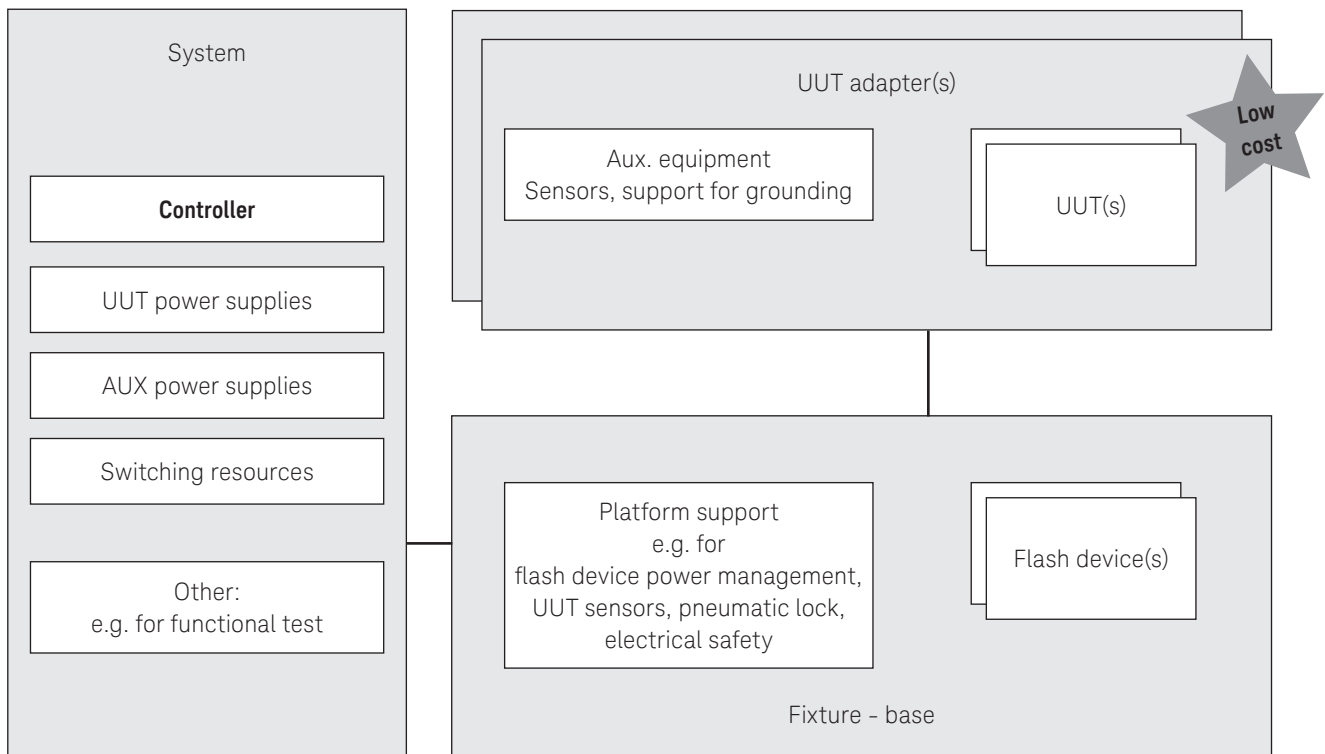 System
Controller
UUT power supplies
AUX power supplies
Switching resources
Other:
e.g. for functional test
UUT adapter(s)
Low
cost
Aux. equipment
Sensors, support for grounding
UUT(s)
Platform support
e.g. for
flash device power management,
UUT sensors, pneumatic lock,
electrical safety
Flash device(s)
Fixture - base